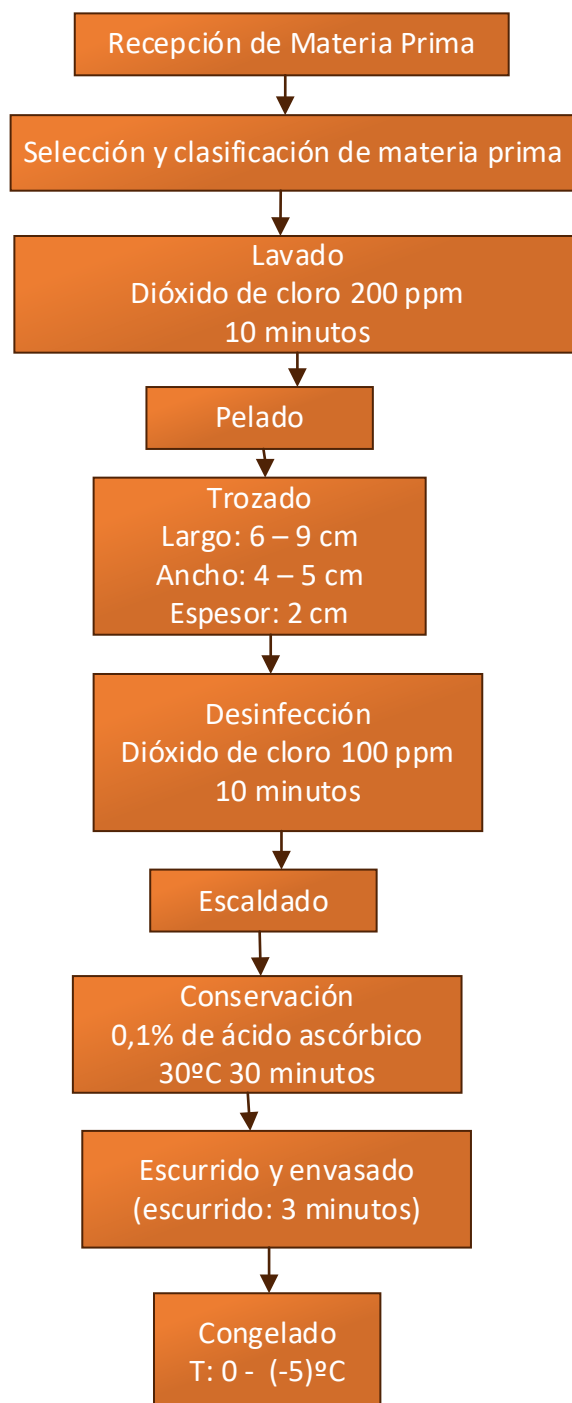 Recepción de Materia Prima
Selección y clasificación de materia prima
Lavado
Dióxido de cloro 200 ppm
10 minutos
Pelado
Trozado
Largo: 6 – 9 cm
Ancho: 4 – 5 cm
Espesor: 2 cm
Desinfección
Dióxido de cloro 100 ppm
10 minutos
Escaldado
Conservación
0,1% de ácido ascórbico
30ºC 30 minutos
Escurrido y envasado
(escurrido: 3 minutos)
Congelado
T: 0 - (-5)ºC